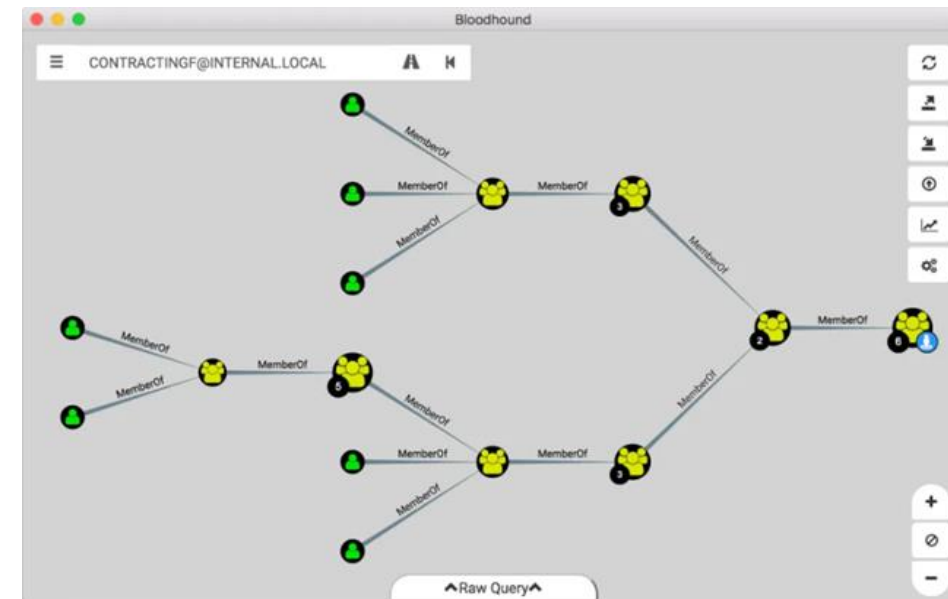 Bloodhound
CONTRACTINGF@INTERNAL.LOCAL
MemberOf
MemberOf
MemberOf
3
MemberOf
MemberOf
MemberOf
MemberOf
2
6
MemberOf
MemberOf
5
MemberOf
MemberOf
MemberOf
MemberOf
MemberOf
3
MemberOf
Raw Query